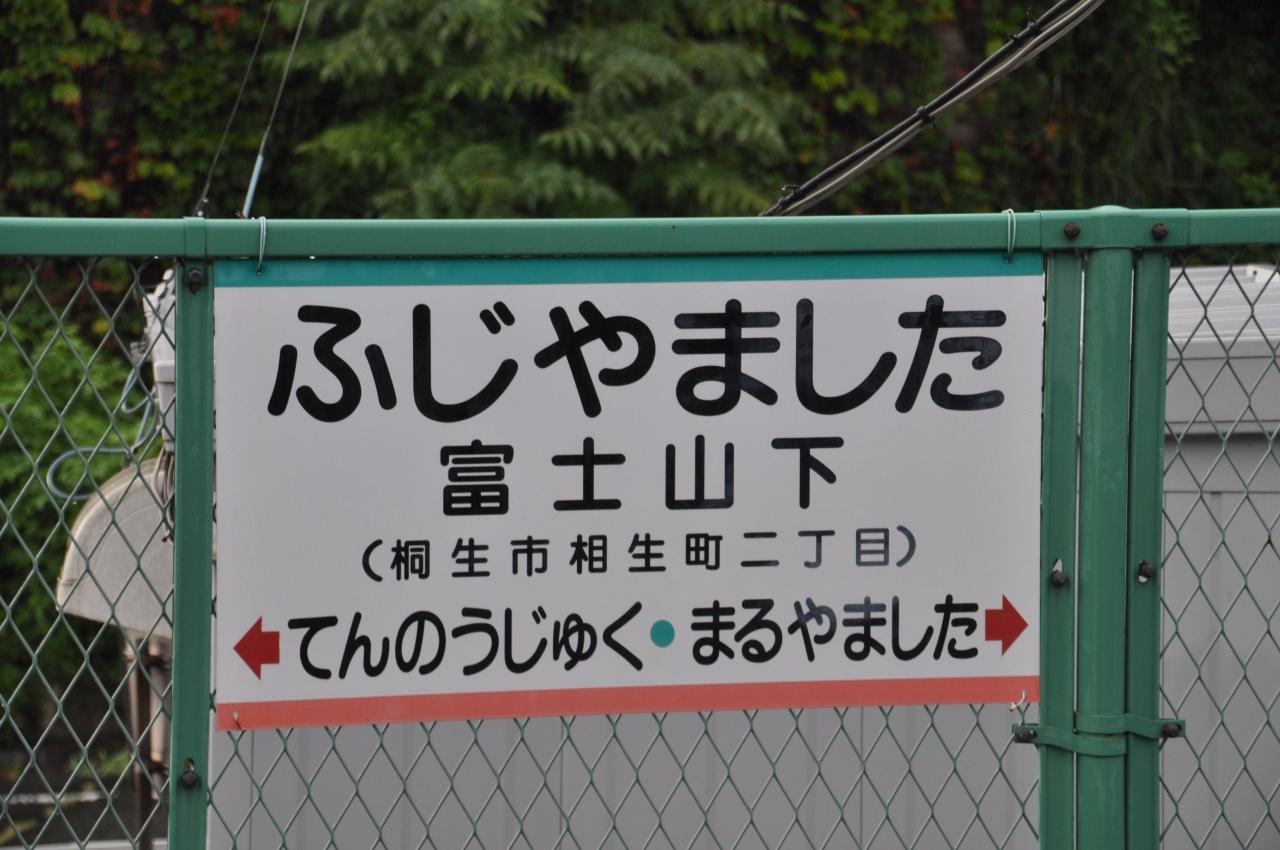 ふじやました
富士山下
(桐生市相生町二丁目)
てんのうじゅく・まるやました